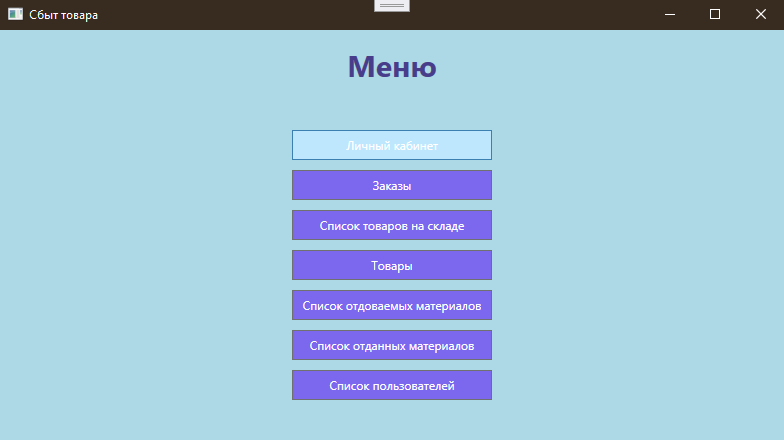 Сбыт товара
Меню
Личный кабинет
Заказы
Список товаров на складе
Товары
Список отдоваемых материалов
Список отданных материалов
Список пользователей